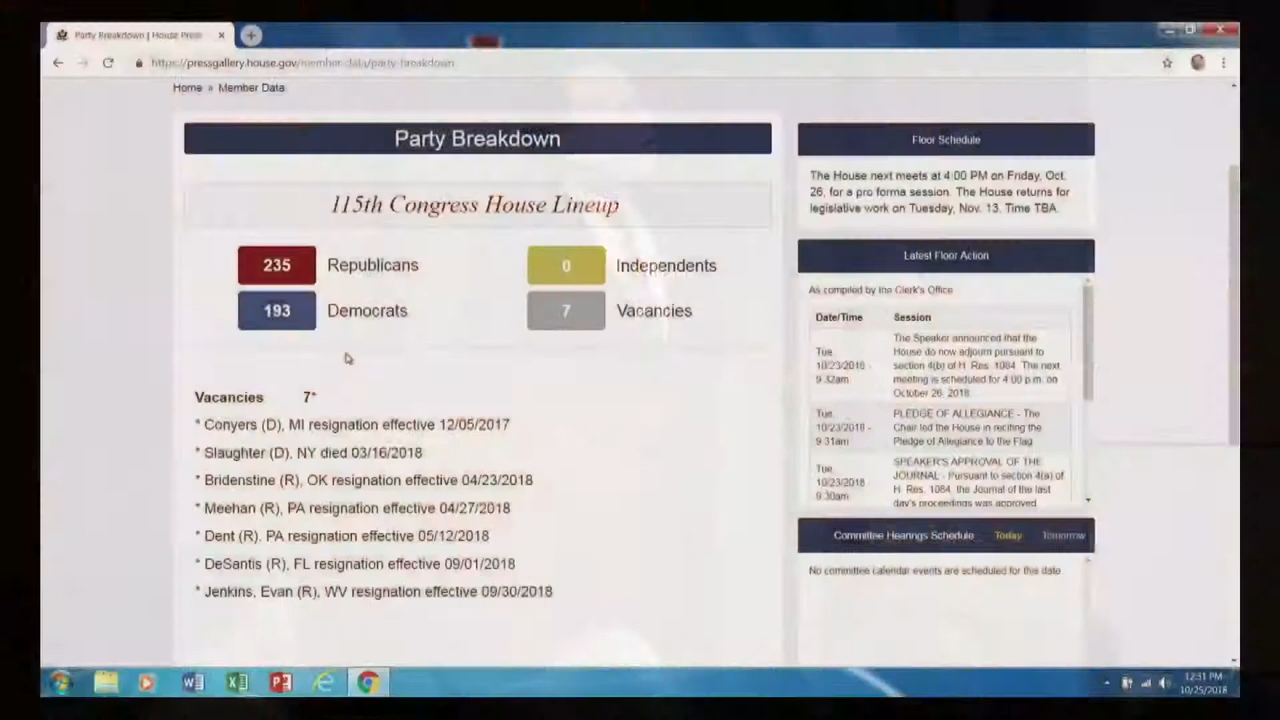 Party Breakdown | House Press
https://pressgallery.house.gov/member-data/party-breakdown
Home » Member Data
Party Breakdown
115th Congress House Lineup
235 Republicans
0 Independents
193 Democrats
7 Vacancies
Vacancies 7*
* Conyers (D), MI resignation effective 12/05/2017
* Slaughter (D), NY died 03/16/2018
* Bridenstine (R), OK resignation effective 04/23/2018
* Meehan (R), PA resignation effective 04/27/2018
* Dent (R), PA resignation effective 05/12/2018
* DeSantis (R), FL resignation effective 09/01/2018
* Jenkins, Evan (R), WV resignation effective 09/30/2018
Floor Schedule
The House next meets at 4:00 PM on Friday, Oct.
26, for a pro forma session. The House returns for
legislative work on Tuesday, Nov. 13. Time TBA.
Latest Floor Action
As compiled by the Clerk's Office
Date/Time Session
Tue.
10/23/2018 -
9:32am
The Speaker announced that the
House do now adjourn pursuant to
section 4(b) of H. Res. 1084. The next
meeting is scheduled for 4:00 p.m. on
October 26, 2018.
Tue.
10/23/2018 -
9:31am
PLEDGE OF ALLEGIANCE - The
Chair led the House in reciting the
Pledge of Allegiance to the Flag.
Tue.
10/23/2018 -
9:30am
SPEAKER'S APPROVAL OF THE
JOURNAL - Pursuant to section 4(a) of
H. Res. 1084, the Journal of the last
day's proceedings was approved.
Committee Hearings Schedule Today Tomorrow
No committee calendar events are scheduled for this date.
12:31 PM
10/25/2018